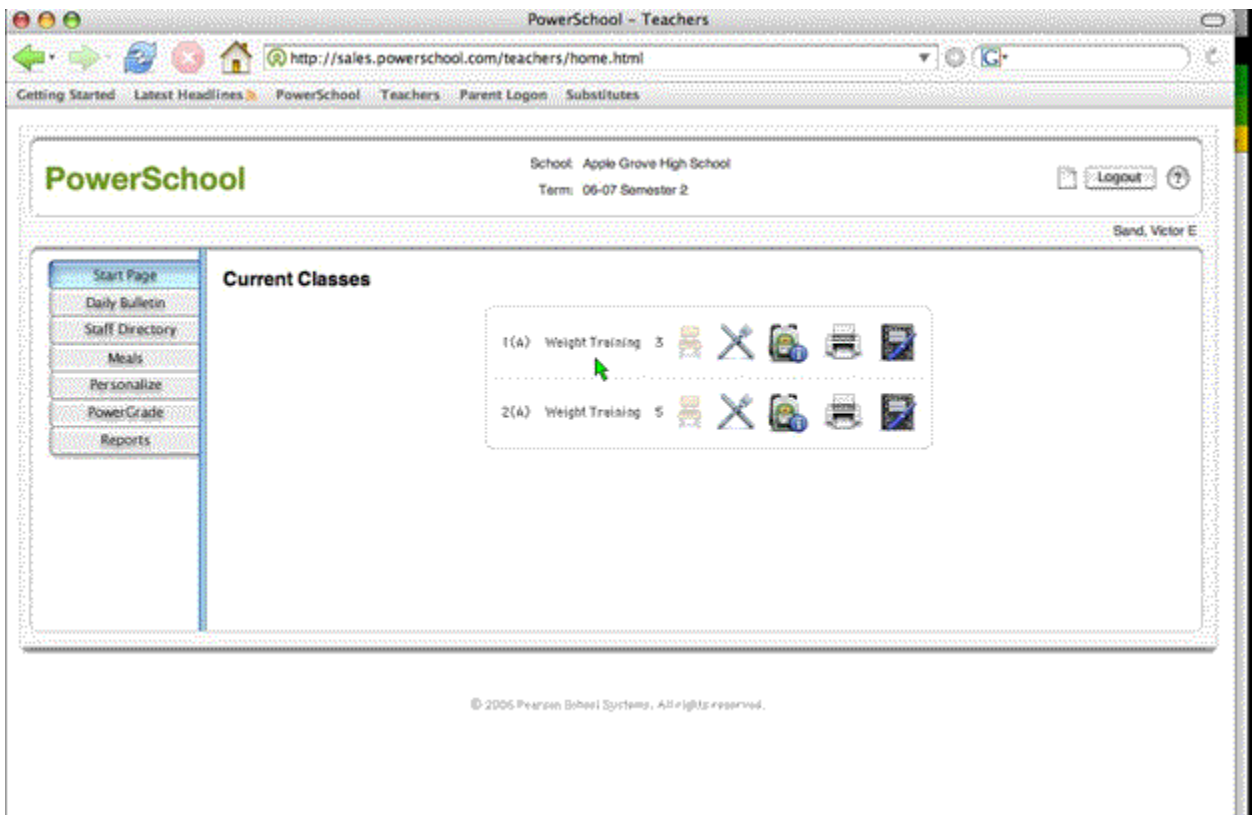 PowerSchool - Teachers
http://sales.powerschool.com/teachers/home.html
G
Getting Started Latest Headlines PowerSchool Teachers Parent Logon Substitutes
PowerSchool
School: Apple Grove High School
Term: 06-07 Semester 2
Logout ?
Sand, Victor E
Start Page
Daily Bulletin
Staff Directory
Meals
Personalize
PowerGrade
Reports
Current Classes
1(A) Weight Training 3
2(A) Weight Training 5
© 2006 Pearson School Systems. All rights reserved.